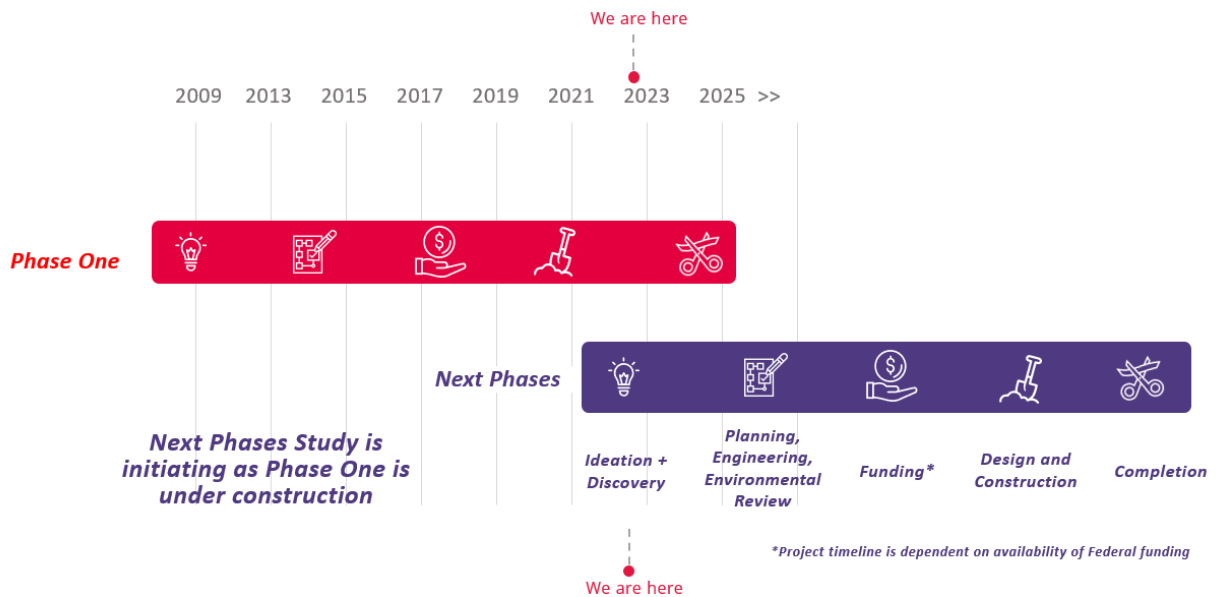 We are here
2009 2013 2015 2017 2019 2021 2023 2025 >>
$
Phase One
$
Next Phases
Next Phases Study is
initiating as Phase One is
under construction
Ideation +
Discovery
Planning,
Engineering,
Environmental
Review
Funding*
Design and
Construction
Completion
*Project timeline is dependent on availability of Federal funding
We are here